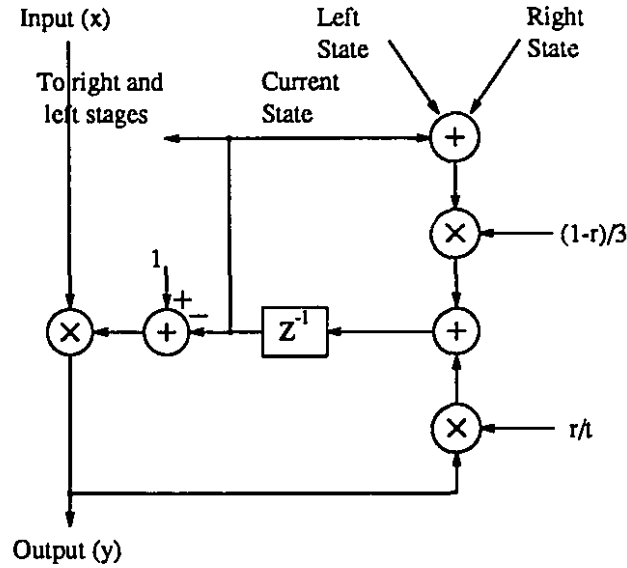 Input (x)
Left
State
Right
State
To right and
left stages
Current
State
+
×
(1-r)/3
1
+
−
×
+
Z-1
+
×
r/t
Output (y)